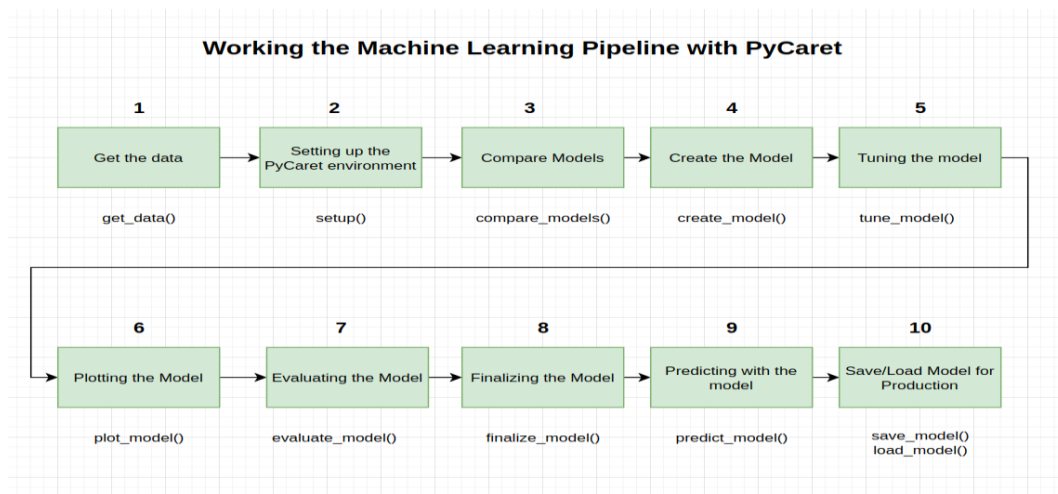 Working the Machine Learning Pipeline with PyCaret
1
2
3
4
5
Get the data
Setting up the
PyCaret environment
Compare Models
Create the Model
Tuning the model
get_data()
setup()
compare_models()
create_model()
tune_model()
6
7
8
9
10
Plotting the Model
Evaluating the Model
Finalizing the Model
Predicting with the
model
Save/Load Model for
Production
plot_model()
evaluate_model()
finalize_model()
predict_model()
save_model()
load_model()